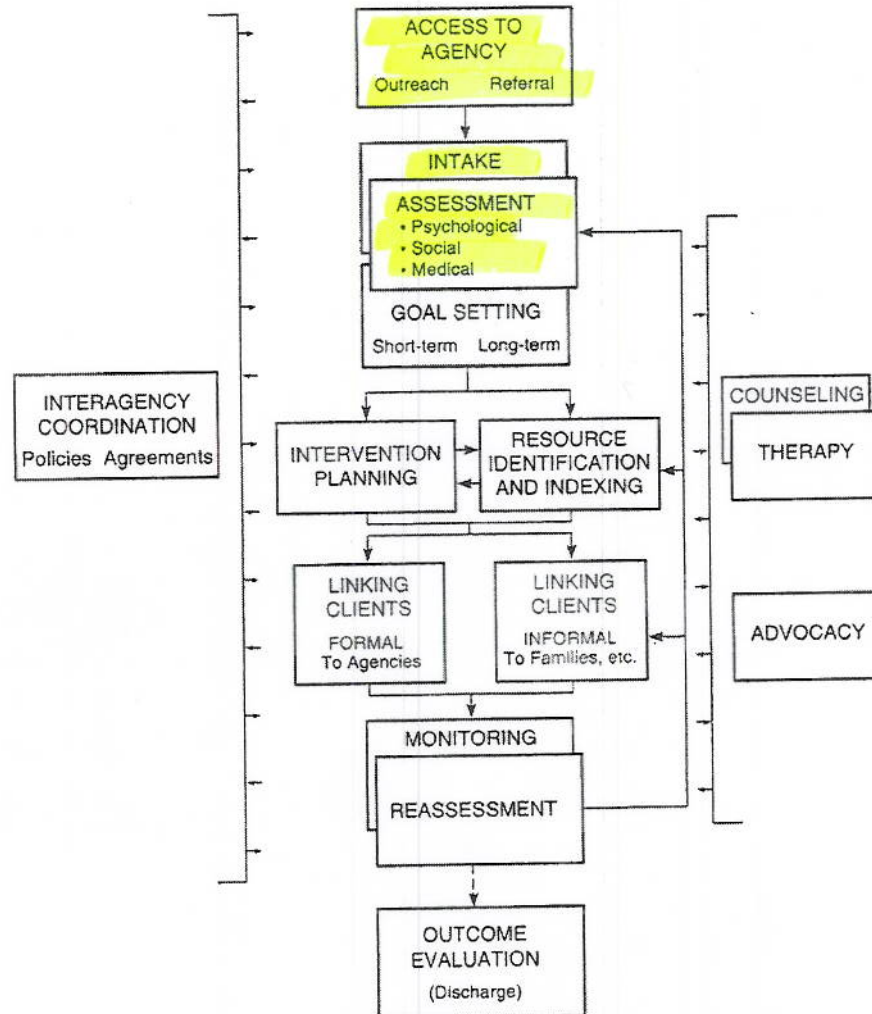 ACCESS TO
AGENCY
Outreach Referral
INTAKE
ASSESSMENT
• Psychological
• Social
• Medical
GOAL SETTING
Short-term Long-term
INTERAGENCY
COORDINATION
Policies Agreements
INTERVENTION
PLANNING
RESOURCE
IDENTIFICATION
AND INDEXING
COUNSELING
THERAPY
LINKING
CLIENTS
FORMAL
To Agencies
LINKING
CLIENTS
INFORMAL
To Families, etc.
ADVOCACY
MONITORING
REASSESSMENT
OUTCOME
EVALUATION
(Discharge)